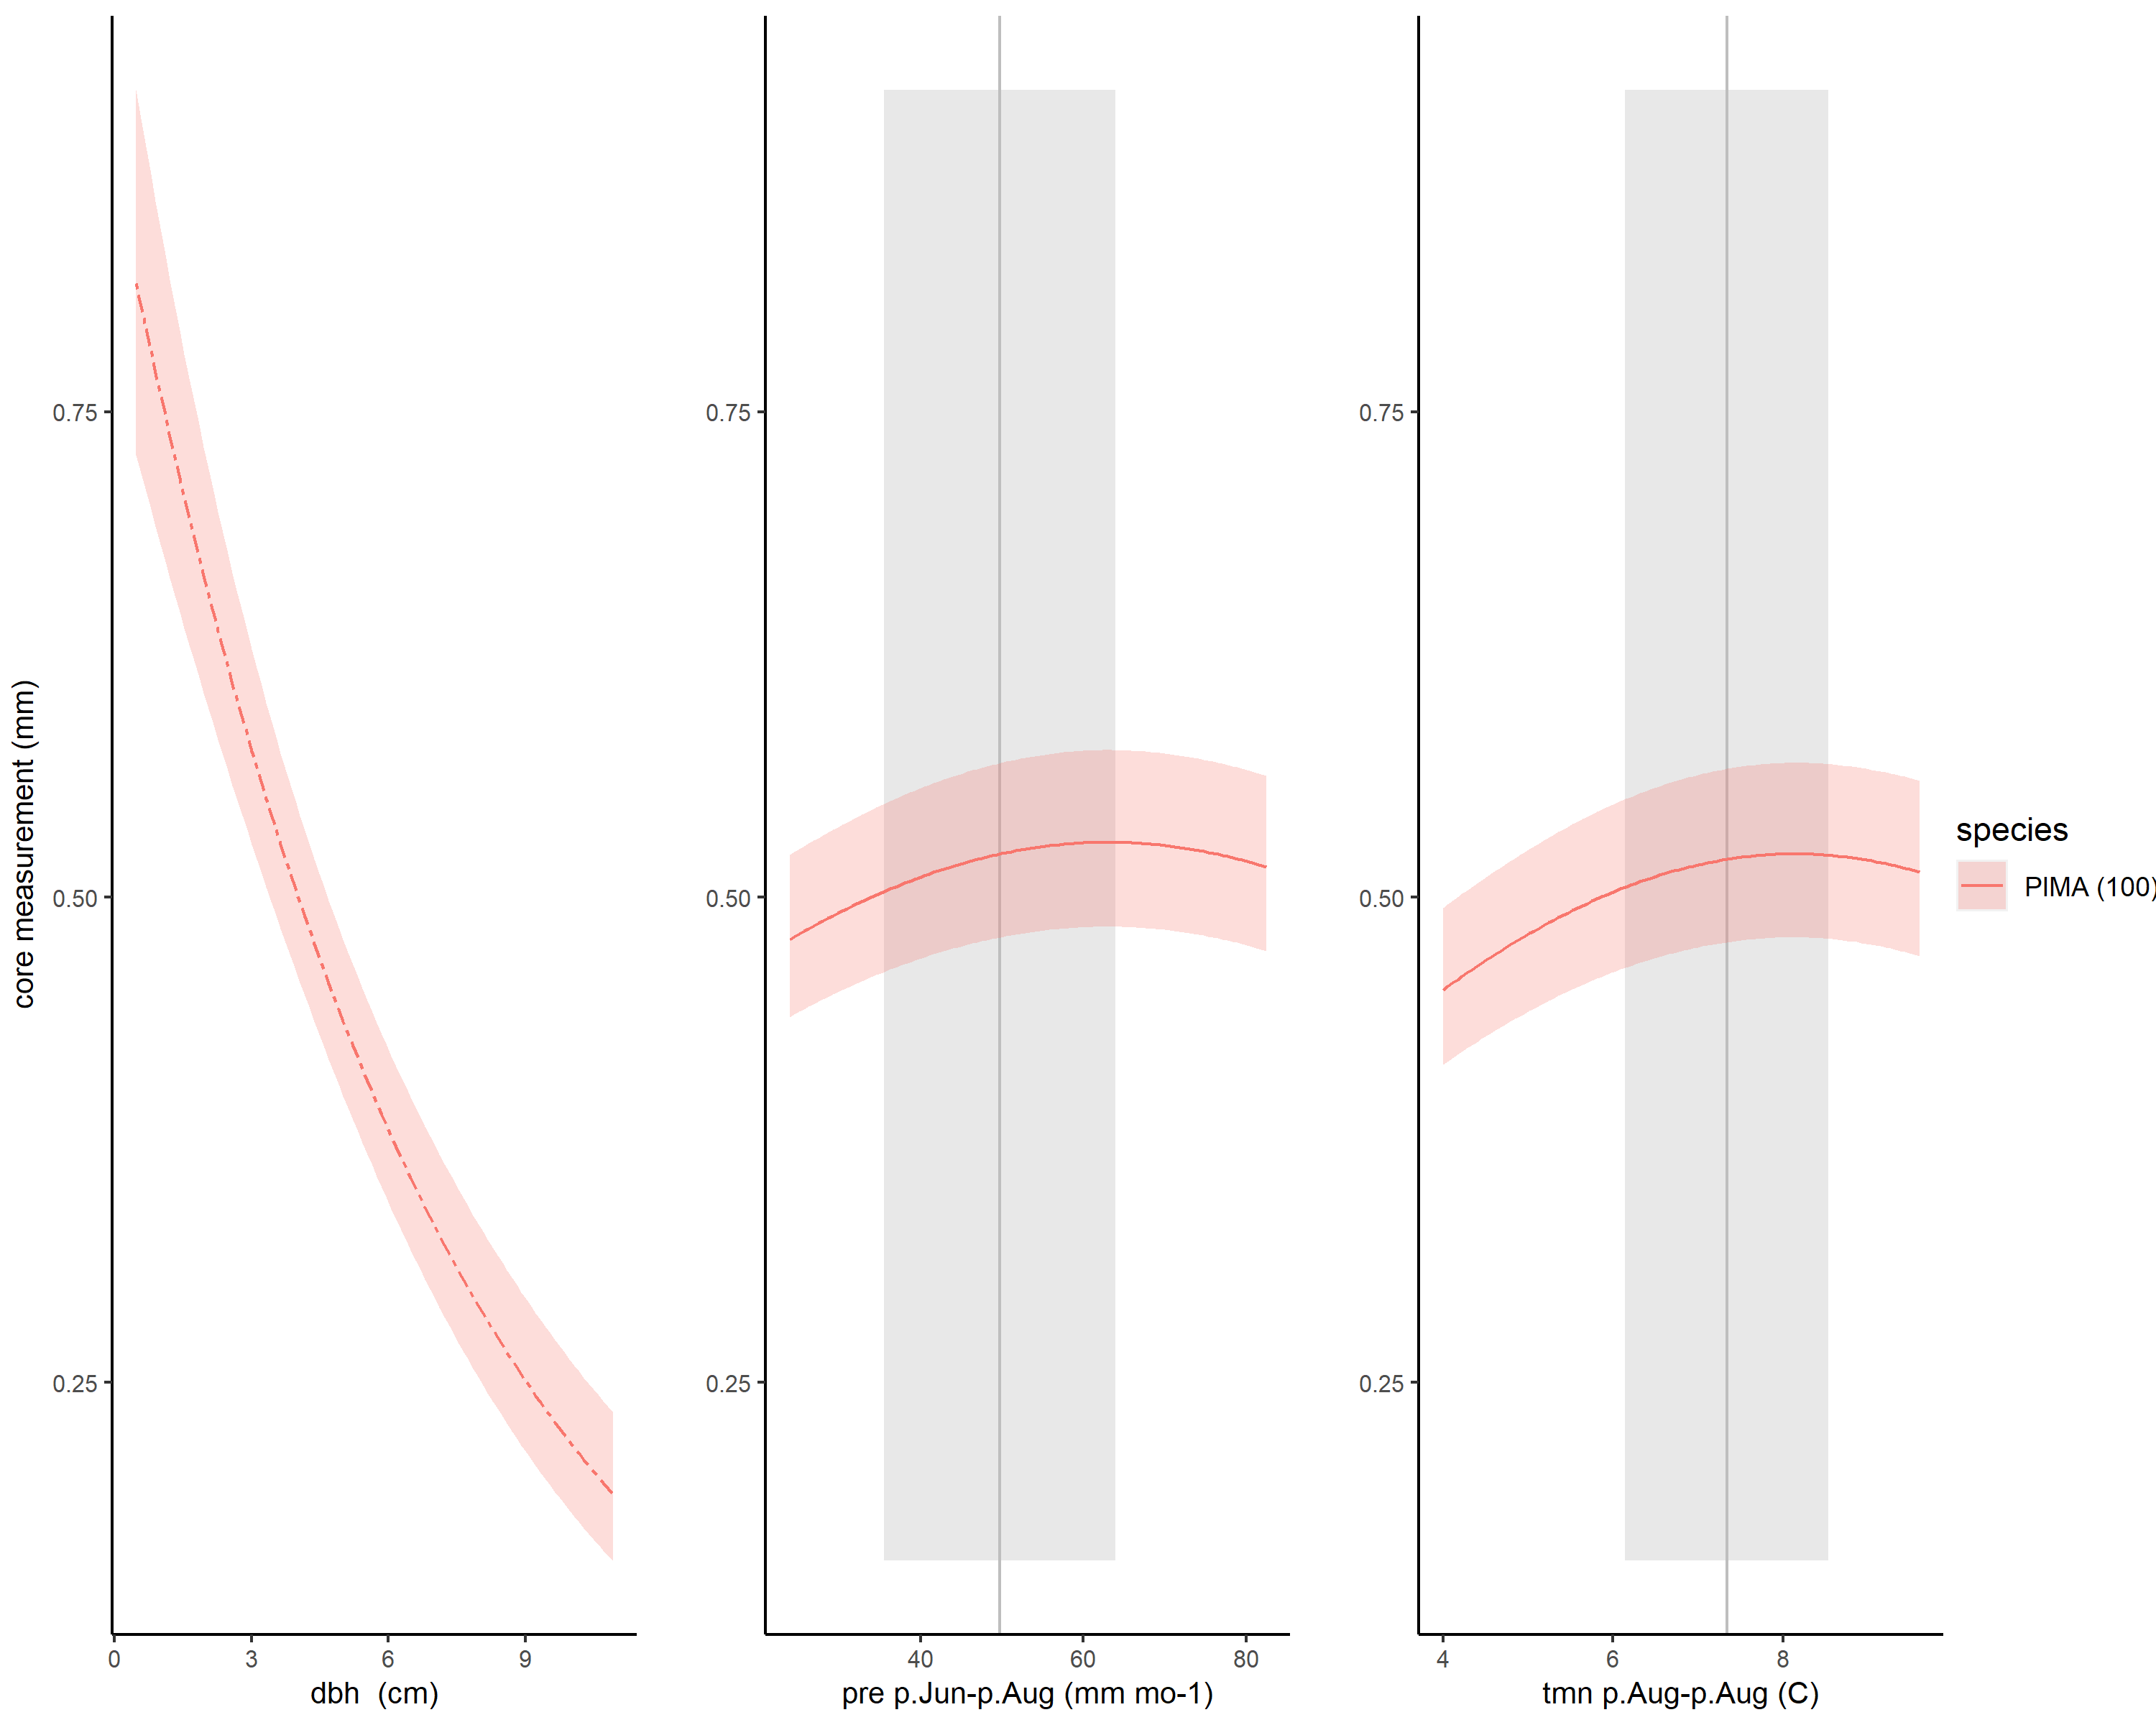 core measurement (mm)
0.75
0.50
0.25
0 3 6 9
dbh  (cm)
0.75
0.50
0.25
40 60 80
pre p.Jun-p.Aug (mm mo-1)
0.75
0.50
0.25
4 6 8
tmn p.Aug-p.Aug (C)
species
PIMA (100)